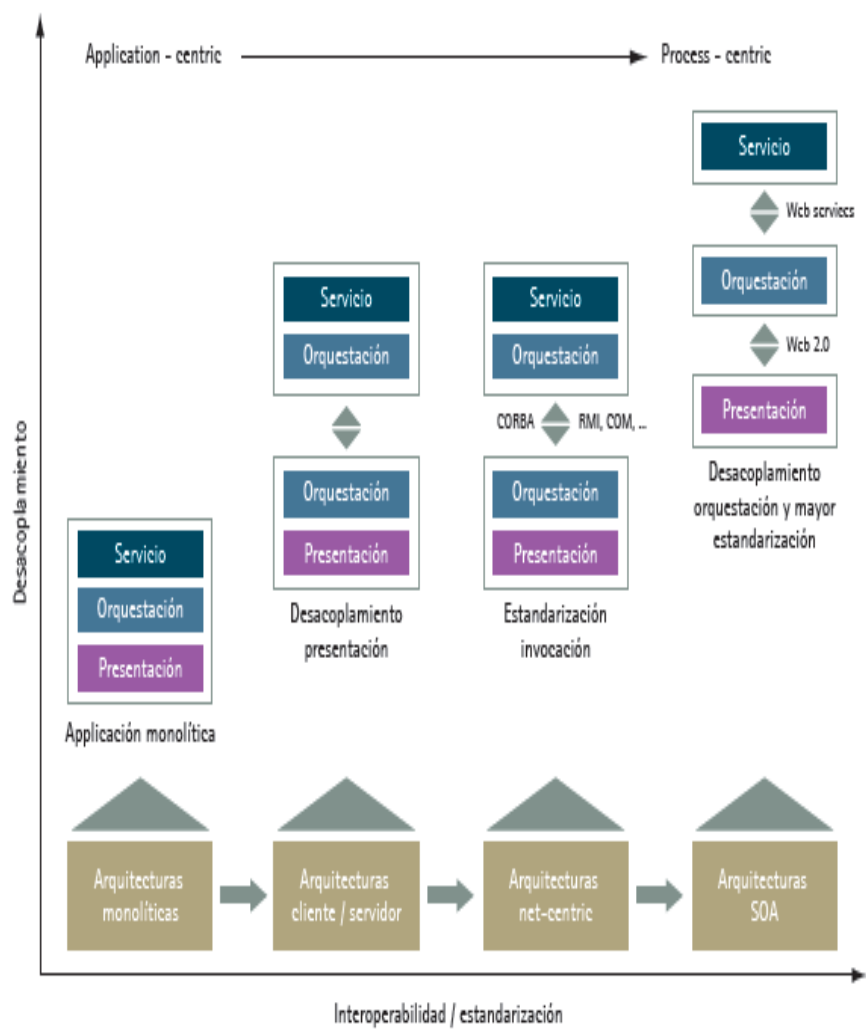 Application - centric
Process - centric
Servicio
Web services
Orquestación
Web 2.0
Presentación
Desacoplamiento
orquestación y mayor
estandarización
Servicio
Orquestación
Orquestación
Presentación
Desacoplamiento
presentación
Servicio
Orquestación
CORBA
RMI, COM, ...
Orquestación
Presentación
Estandarización
invocación
Servicio
Orquestación
Presentación
Applicación monolítica
Desacoplamiento
Arquitecturas
monolíticas
Arquitecturas
cliente / servidor
Arquitecturas
net-centric
Arquitecturas
SOA
Interoperabilidad / estandarización